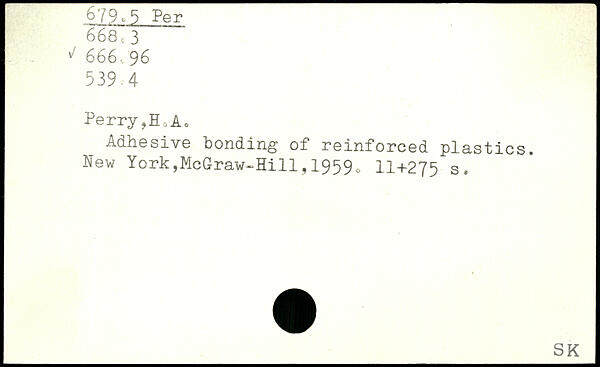 679.5 Per
668.3
√ 666.96
539.4
Perry,H.A.
Adhesive bonding of reinforced plastics.
New York,McGraw-Hill,1959. 11+275 s.
SK